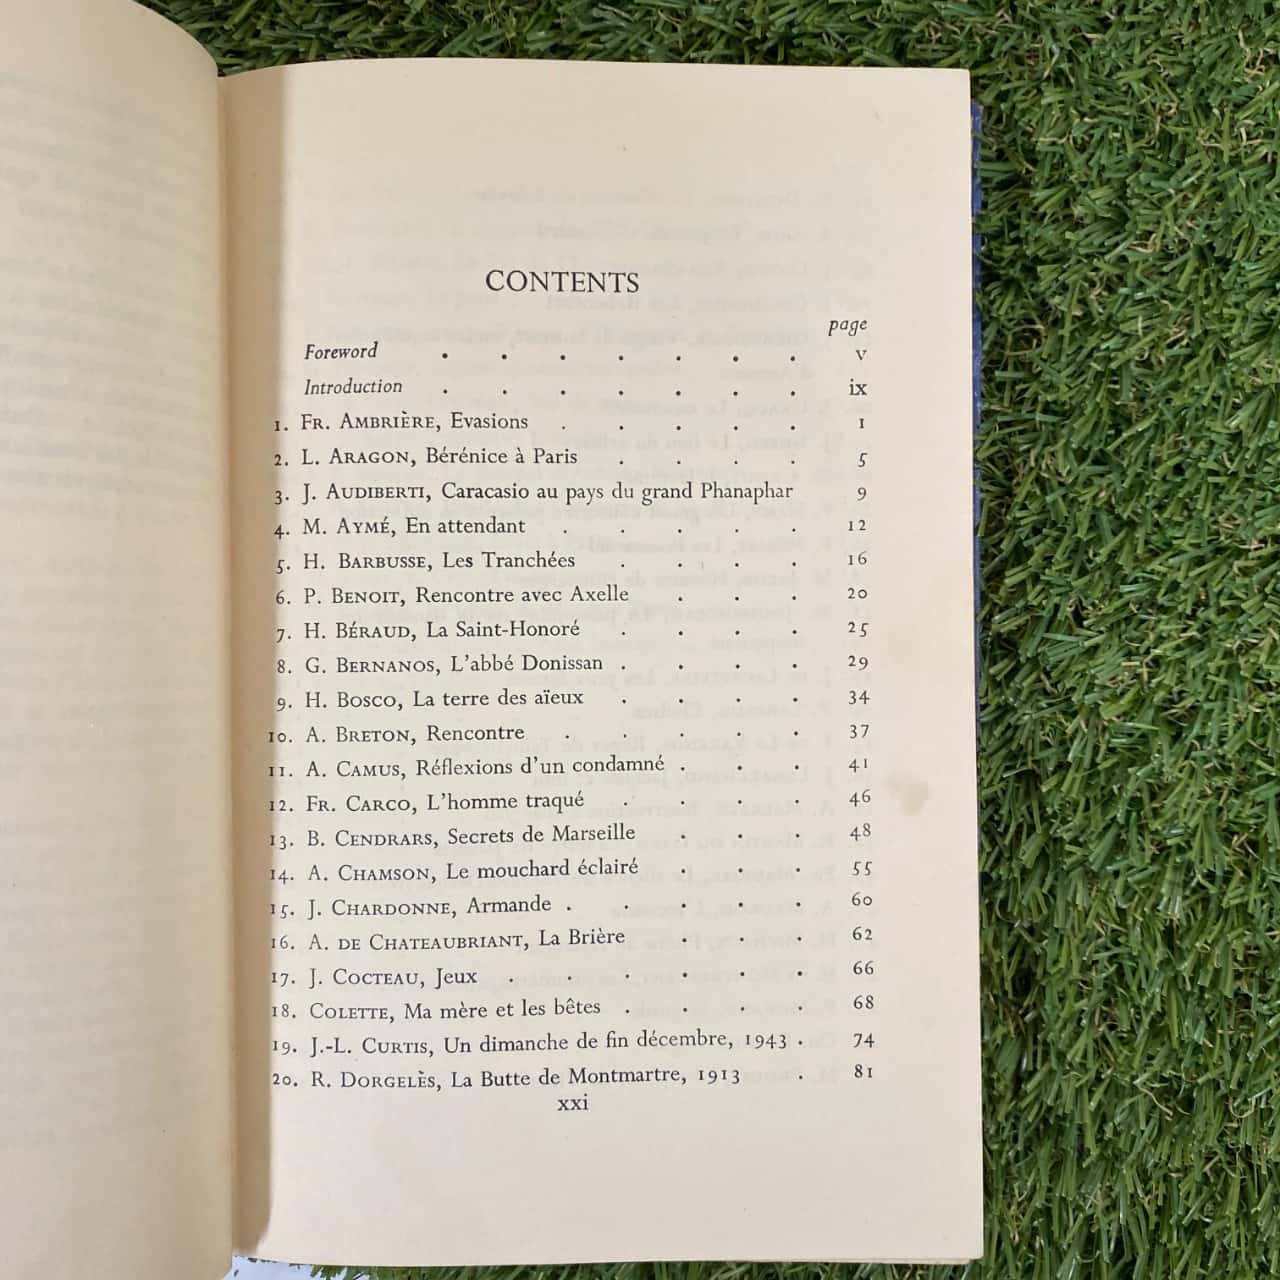 CONTENTS
page
Foreword . . . . . . . v
Introduction . . . . . . . ix
1. Fr. Ambrière, Evasions . . . . . 1
2. L. Aragon, Bérénice à Paris . . . . 5
3. J. Audiberti, Caracasio au pays du grand Phanaphar 9
4. M. Aymé, En attendant . . . . . 12
5. H. Barbusse, Les Tranchées . . . . 16
6. P. Benoit, Rencontre avec Axelle . . . 20
7. H. Béraud, La Saint-Honoré . . . . 25
8. G. Bernanos, L'abbé Donissan . . . . 29
9. H. Bosco, La terre des aïeux . . . . 34
10. A. Breton, Rencontre . . . . . 37
11. A. Camus, Réflexions d'un condamné . . . 41
12. Fr. Carco, L'homme traqué . . . . 46
13. B. Cendrars, Secrets de Marseille . . . 48
14. A. Chamson, Le mouchard éclairé . . . 55
15. J. Chardonne, Armande . . . . . 60
16. A. de Chateaubriant, La Brière . . . 62
17. J. Cocteau, Jeux . . . . . . 66
18. Colette, Ma mère et les bêtes . . . . 68
19. J.-L. Curtis, Un dimanche de fin décembre, 1943 . 74
20. R. Dorgelès, La Butte de Montmartre, 1913 . 81
xxi